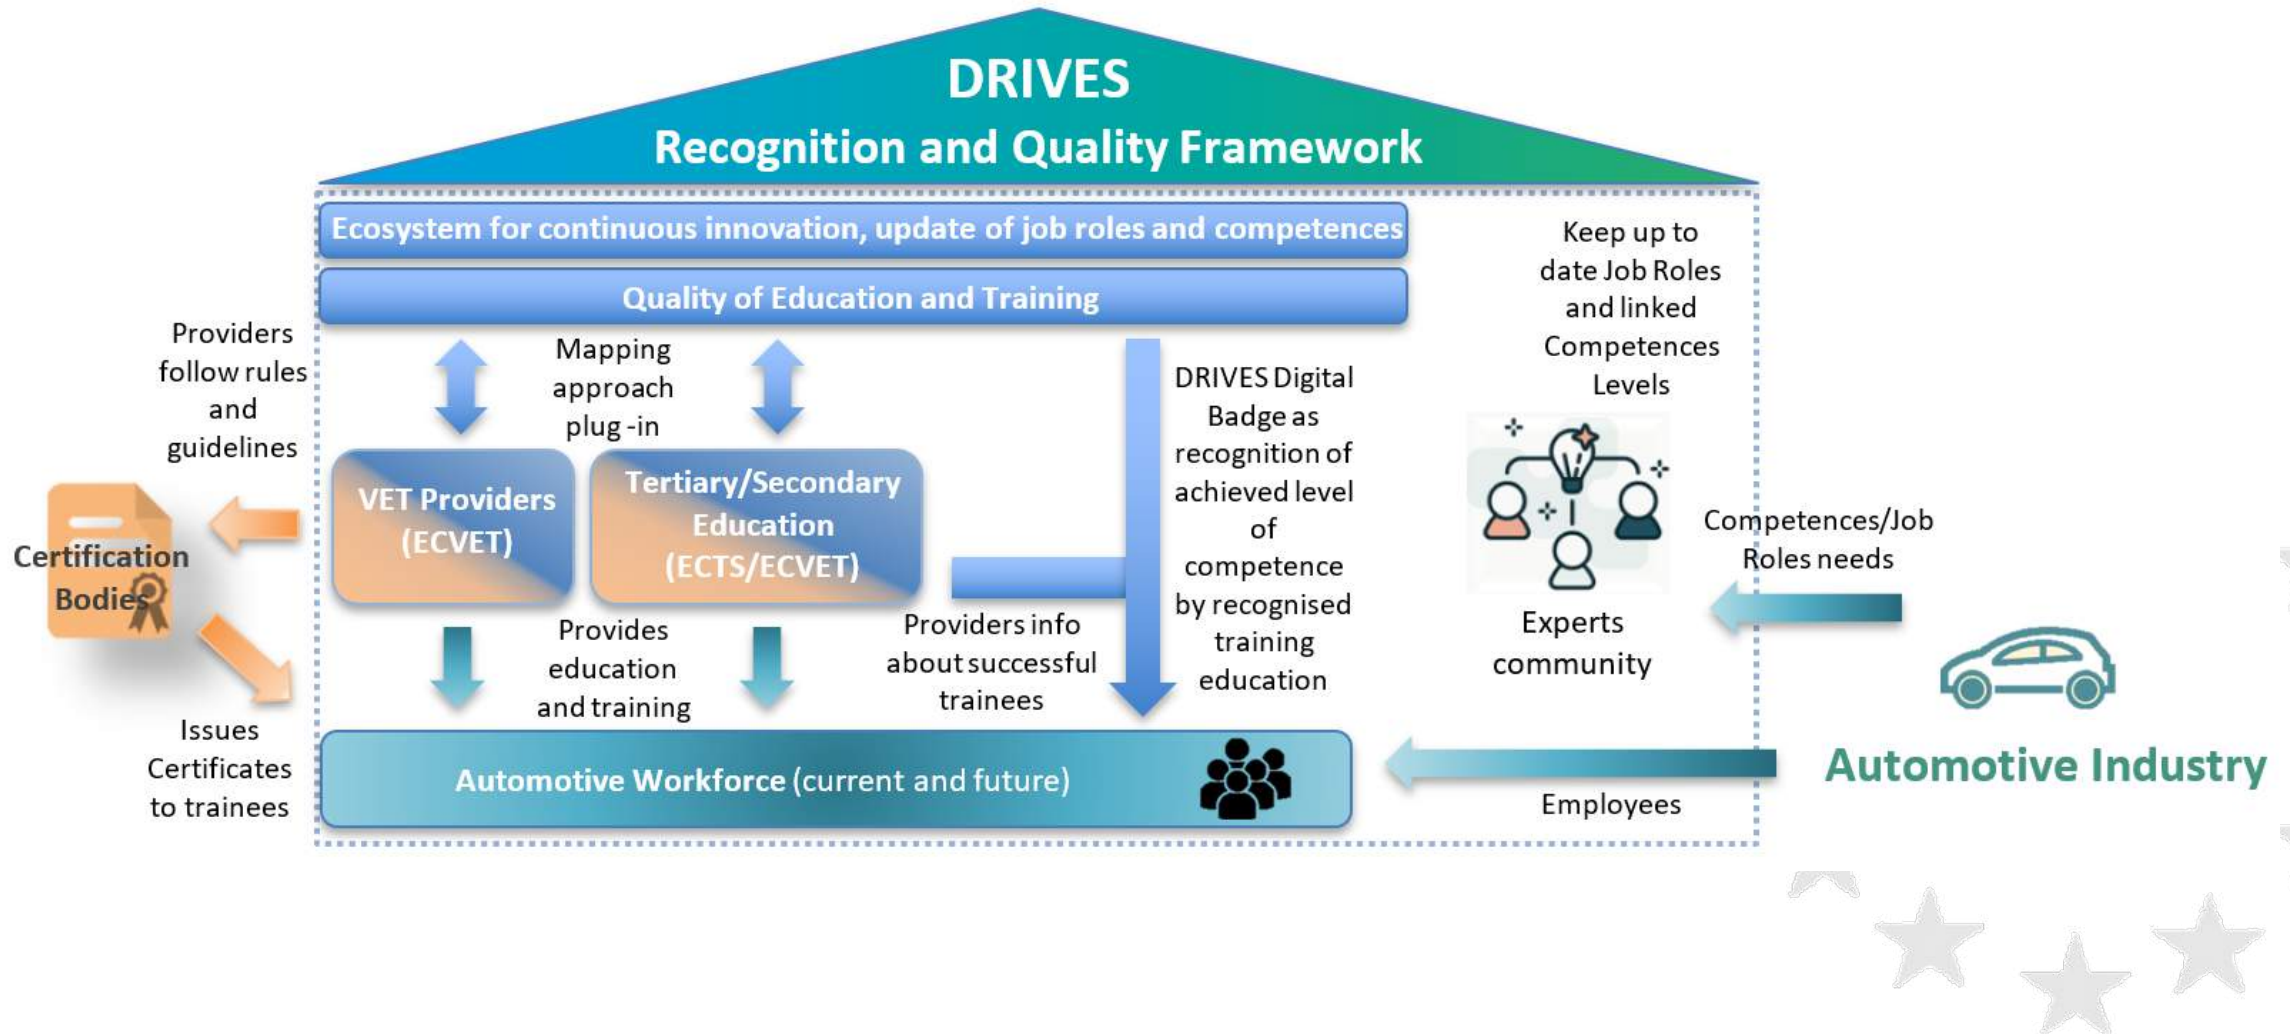 DRIVES
Recognition and Quality Framework
Ecosystem for continuous innovation, update of job roles and competences
Quality of Education and Training
Keep up to
date Job Roles
and linked
Competences
Levels
Providers
follow rules
and
guidelines
Mapping
approach
plug -in
DRIVES Digital
Badge as
recognition of
achieved level
of
competence
by recognised
training
education
VET Providers
(ECVET)
Tertiary/Secondary
Education
(ECTS/ECVET)
Certification
Bodies
Competences/Job
Roles needs
Experts
community
Provides
education
and training
Providers info
about successful
trainees
Issues
Certificates
to trainees
Automotive Workforce (current and future)
Employees
Automotive Industry